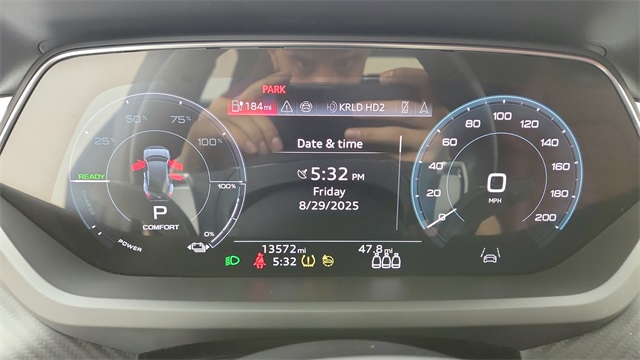 PARK
184 mi
KRLD HD2
Date & time
5:32 PM
Friday
8/29/2025
25%
50%
75%
100%
READY
100%
P
COMFORT
0%
POWER
0
20
40
60
80
100
120
140
160
180
200
0
MPH
13572 mi
47.8 mi
5:32